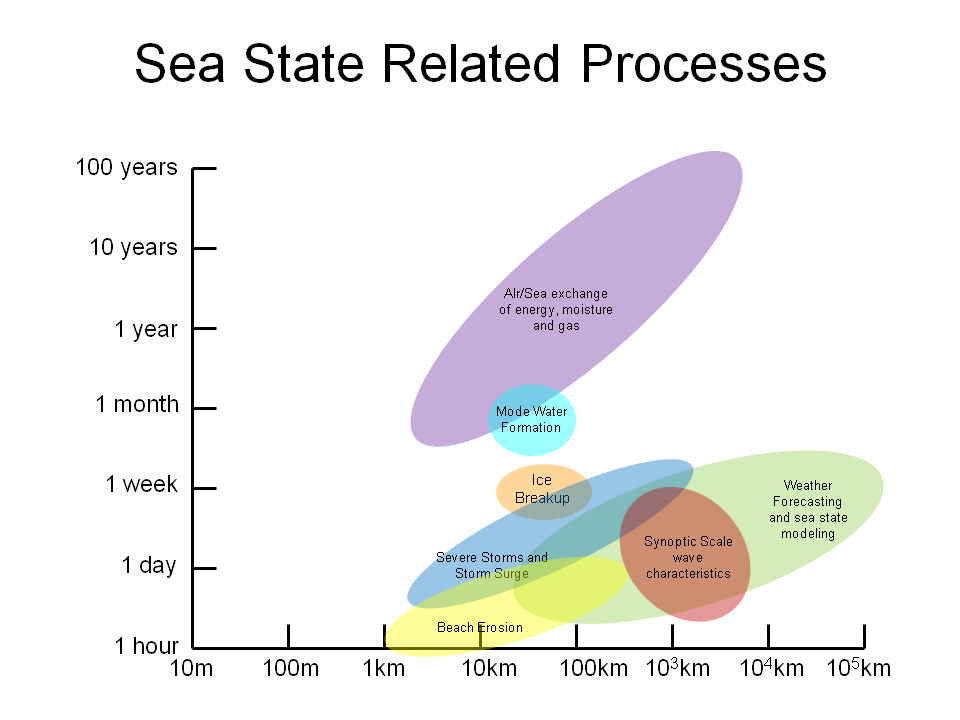 Sea State Related Processes
100 years
10 years
1 year
1 month
1 week
1 day
1 hour
AIr/Sea exchange
of energy, moisture
and gas
Mode Water
Formation
Ice
Breakup
Weather
Forecasting
and sea state
modeling
Synoptic Scale
wave
characteristics
Severe Storms and
Storm Surge
Beach Erosion
10m
100m
1km
10km
100km
10³km
10⁴km
10⁵km